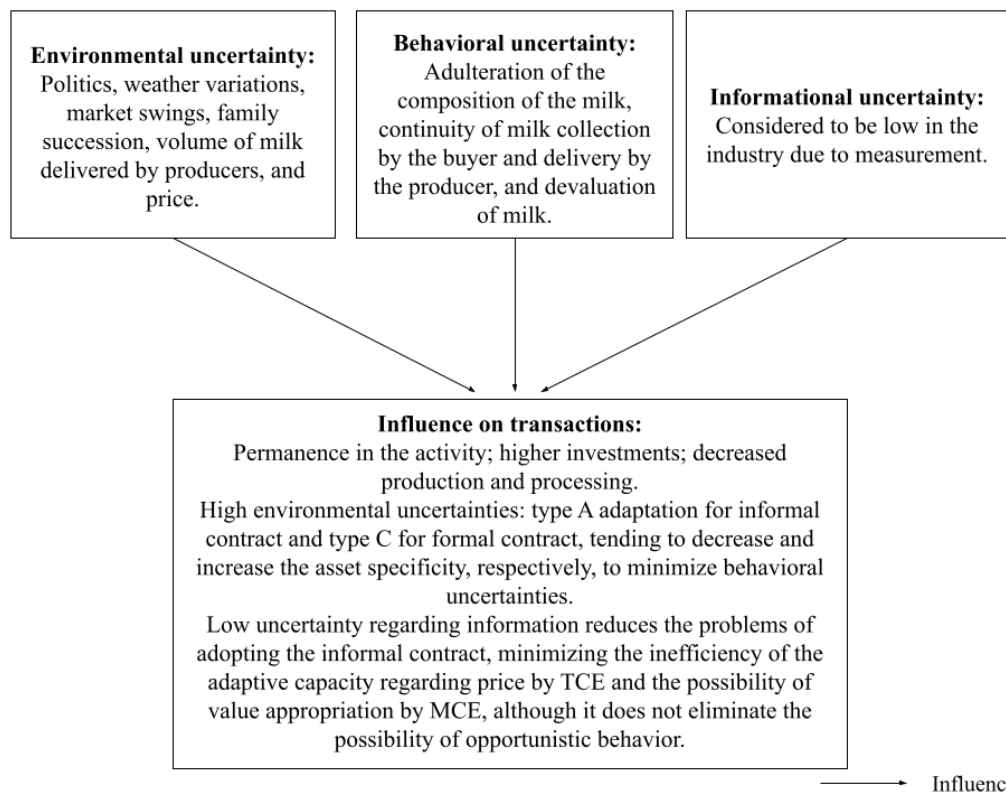 Environmental uncertainty:
Politics, weather variations,
market swings, family
succession, volume of milk
delivered by producers, and
price.
Behavioral uncertainty:
Adulteration of the
composition of the milk,
continuity of milk collection
by the buyer and delivery by
the producer, and devaluation
of milk.
Informational uncertainty:
Considered to be low in the
industry due to measurement.
Influence on transactions:
Permanence in the activity; higher investments; decreased
production and processing.
High environmental uncertainties: type A adaptation for informal
contract and type C for formal contract, tending to decrease and
increase the asset specificity, respectively, to minimize behavioral
uncertainties.
Low uncertainty regarding information reduces the problems of
adopting the informal contract, minimizing the inefficiency of the
adaptive capacity regarding price by TCE and the possibility of
value appropriation by MCE, although it does not eliminate the
possibility of opportunistic behavior.
Influenc